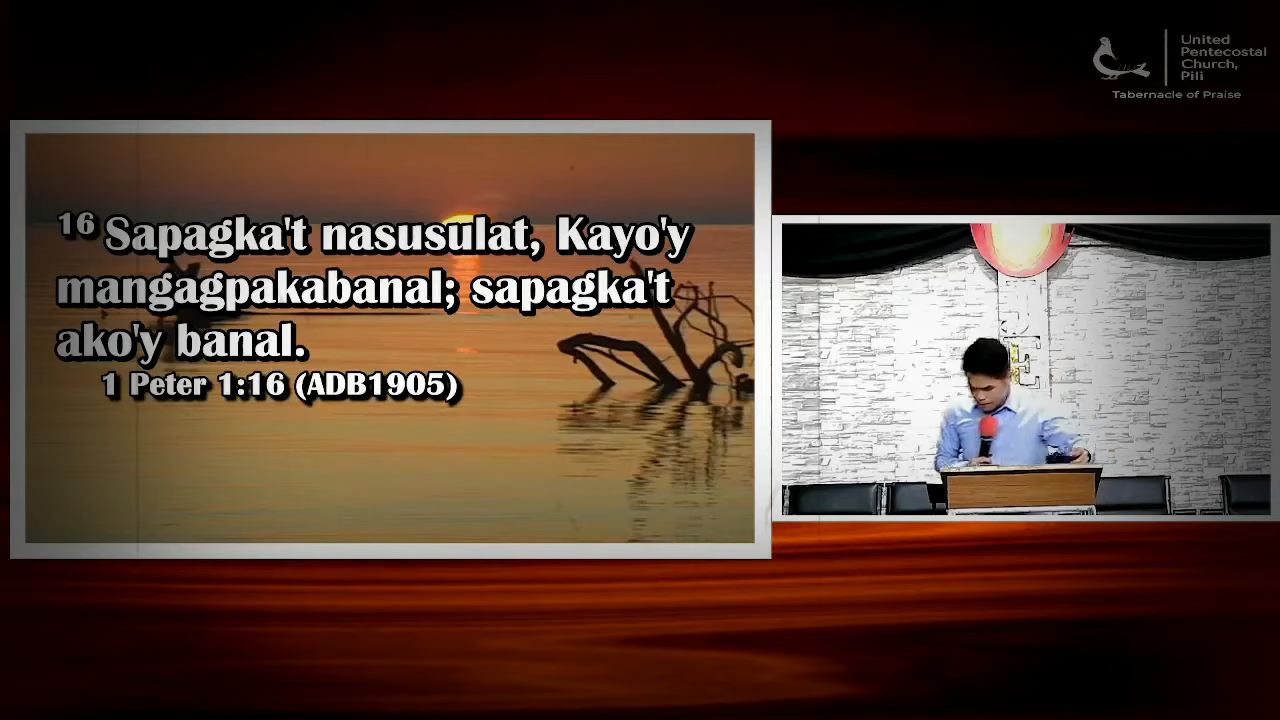 16 Sapagka't nasusulat, Kayo'y
mangagpakabanal; sapagka't
ako'y banal.
1 Peter 1:16 (ADB1905)
United
Pentecostal
Church,
Pili
Tabernacle of Praise